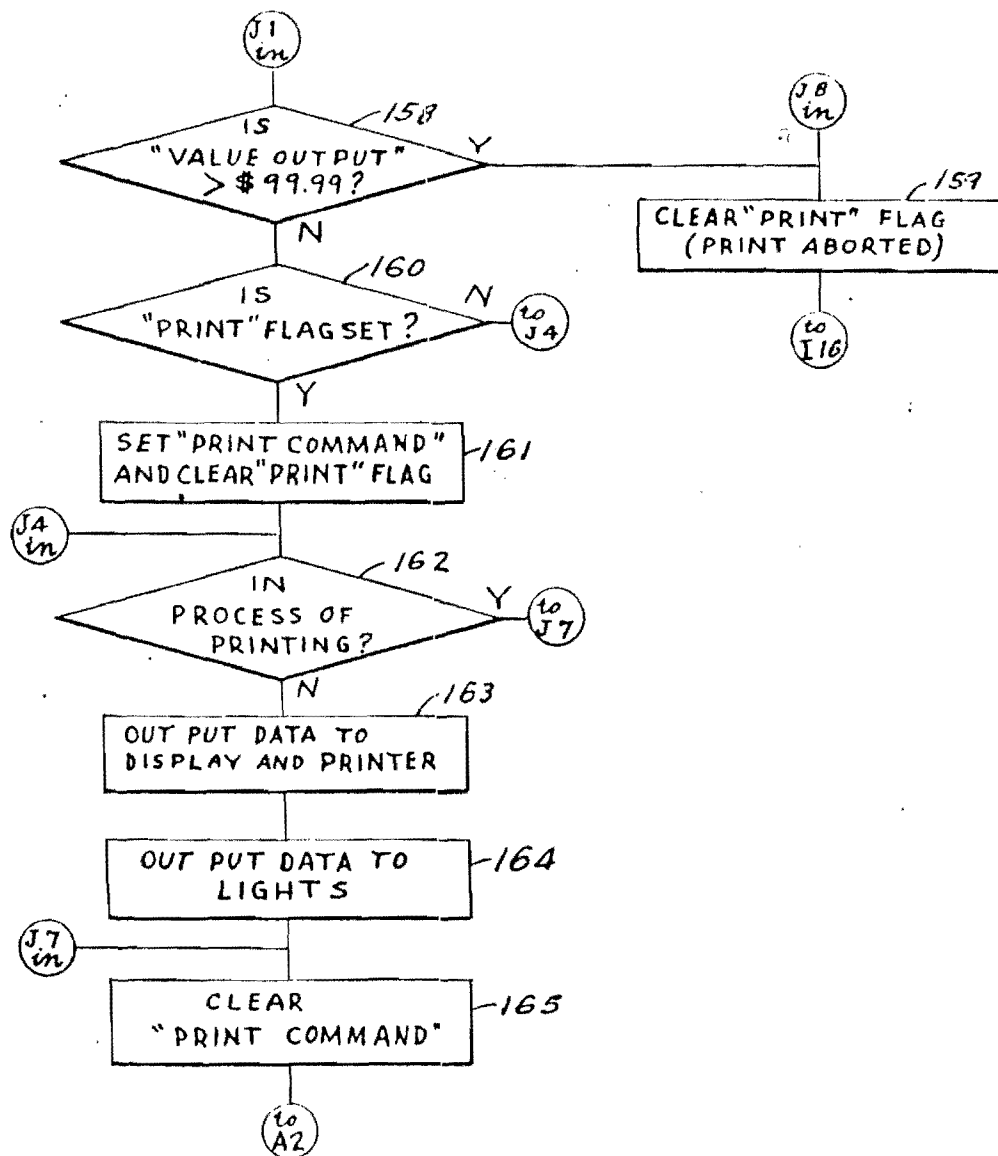 J1
in
IS
"VALUE OUTPUT"
> $ 99.99?
158
Y
N
J8
in
159
CLEAR "PRINT" FLAG
(PRINT ABORTED)
to
I16
160
IS
"PRINT" FLAG SET?
N
to
J4
Y
SET "PRINT COMMAND"
AND CLEAR "PRINT" FLAG
161
J4
in
162
IN
PROCESS OF
PRINTING?
Y
to
J7
N
163
OUT PUT DATA TO
DISPLAY AND PRINTER
OUT PUT DATA TO
LIGHTS
164
J7
in
CLEAR
"PRINT COMMAND"
165
to
A2